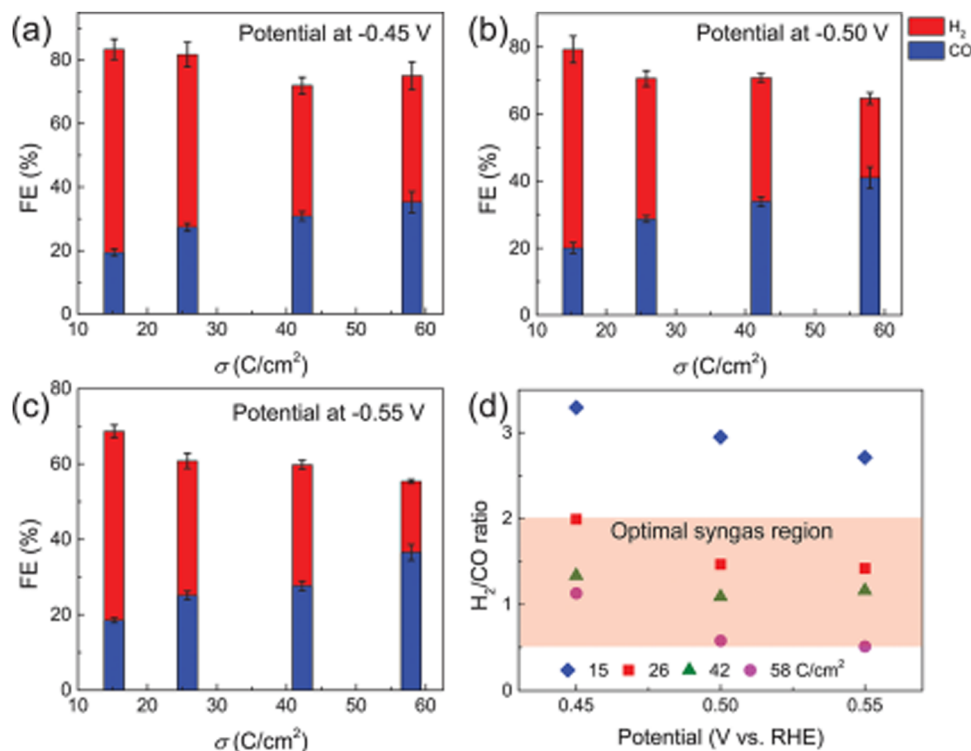 (a)
Potential at -0.45 V
FE (%)
80
60
40
20
0
10 20 30 40 50 60
σ (C/cm²)
(b)
Potential at -0.50 V
H₂
CO
FE (%)
80
60
40
20
0
10 20 30 40 50 60
σ (C/cm²)
(c)
Potential at -0.55 V
FE (%)
80
60
40
20
0
10 20 30 40 50 60
σ (C/cm²)
(d)
H₂/CO ratio
3
2
Optimal syngas region
1
0
15 26 42 58 C/cm²
0.45 0.50 0.55
Potential (V vs. RHE)